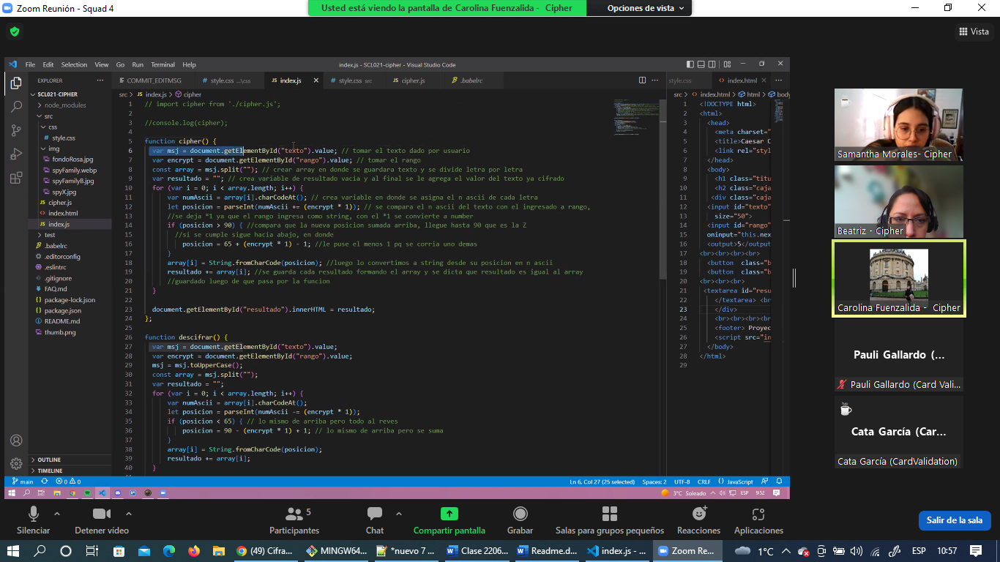 Zoom Reunión - Squad 4
Usted está viendo la pantalla de Carolina Fuenzalida - Cipher
Opciones de vista
Vista
File Edit Selection View Go Run Terminal Help
index.js - SCL021-cipher - Visual Studio Code
EXPLORER
COMMIT_EDITMSG
style.css ...\css
index.js
style.css src
cipher.js
.babelrc
style.css
index.html
SCL021-CIPHER
node_modules
src
css
style.css
img
fondoRosa.jpg
spyFamily.webp
spyFamilyB.jpg
spyX.jpg
cipher.js
index.html
index.js
test
.babelrc
.editorconfig
.eslintrc
.gitignore
FAQ.md
package-lock.json
package.json
README.md
thumb.png
OUTLINE
TIMELINE
src > index.js > cipher
1 // import cipher from './cipher.js';
2
3 //console.log(cipher);
4
5 function cipher() {
6 var msj = document.getElementById("texto").value; // tomar el texto dado por usuario
7 var encrypt = document.getElementById("rango").value; // tomar el rango
8 const array = msj.split(""); // crear array en donde se guardara texto y se divide letra por letra
9 var resultado = ""; // crea variable de resultado vacia y al final se le agrega el valor del texto ya cifrado
10 for (var i = 0; i < array.length; i++) {
11 var numAscii = array[i].charCodeAt(); // crea variable en donde se asigna el n ascii de cada letra
12 let posicion = parseInt(numAscii += (encrypt * 1)); // se compara el n ascii del texto con el ingresado a rango,
13 //se deja *1 ya que el rango ingresa como string, con el *1 se convierte a number
14 if (posicion > 90) { //compara que la nueva posicion sumada arriba, llegue hasta 90 que es la Z
15 //si se cumple sigue hacia abajo, en donde
16 posicion = 65 + (encrypt * 1) - 1; //le puse el menos 1 pq se corria uno demas
17 }
18 array[i] = String.fromCharCode(posicion); //luego lo convertimos a string desde su posicion en n ascii
19 resultado += array[i]; //se guarda cada resultado formando el array y se dicta que resultado es igual al array
20 //guardado luego de que pasa por la funcion
21 }
22
23 document.getElementById("resultado").innerHTML = resultado;
24 };
25
26 function descifrar() {
27 var msj = document.getElementById("texto").value;
28 var encrypt = document.getElementById("rango").value;
29 msj = msj.toUpperCase();
30 const array = msj.split("");
31 var resultado = "";
32 for (var i = 0; i < array.length; i++) {
33 var numAscii = array[i].charCodeAt();
34 let posicion = parseInt(numAscii -= (encrypt * 1));
35 if (posicion < 65) { // lo mismo de arriba pero todo al reves
36 posicion = 90 - (encrypt * 1) + 1; // lo mismo de arriba pero se suma
37 }
38 array[i] = String.fromCharCode(posicion);
39 resultado += array[i];
40 }
src > index.html > html > body
1 <!DOCTYPE html>
2 <html>
3 <head>
4 <meta charset="
5 <title>Caesar C
6 <link rel="styl
7 </head>
8 <body>
9 <h1 class="titu
10 <h2 class="caja
11 <div class="caja
12 <input id="texto"
13 size="50">
14 <input id="rango"
15 oninput="this.nex
16 <output>5</output
17 <br><br><br><br>
18 <button class="b
19 <button class="b
20 <br><br><br>
21 <textarea id="resu
22 </textarea> <br
23 </div>
24 <br><br><br><br
25 <footer> Proyec
26 <script src="in
27 </body>
28 </html>
29
main
0 0
Ln 6, Col 27 (25 selected) Spaces: 2 UTF-8 CRLF JavaScript
3°C Soleado ESP 9:52
Samantha Morales- Cipher
Beatriz - Cipher
Carolina Fuenzalida - Cipher
Pauli Gallardo (...
Pauli Gallardo (Card Vali...
Cata García (Car...
Cata García (CardValidation)
Silenciar
Detener vídeo
Participantes
5
Chat
Compartir pantalla
Grabar
Salas para grupos pequeños
Reacciones
Aplicaciones
Salir de la sala
(49) Cifra...
MINGW64...
*nuevo 7 ...
Clase 2206...
Readme.d...
index.js - ...
Zoom Re...
1°C
ESP
10:57